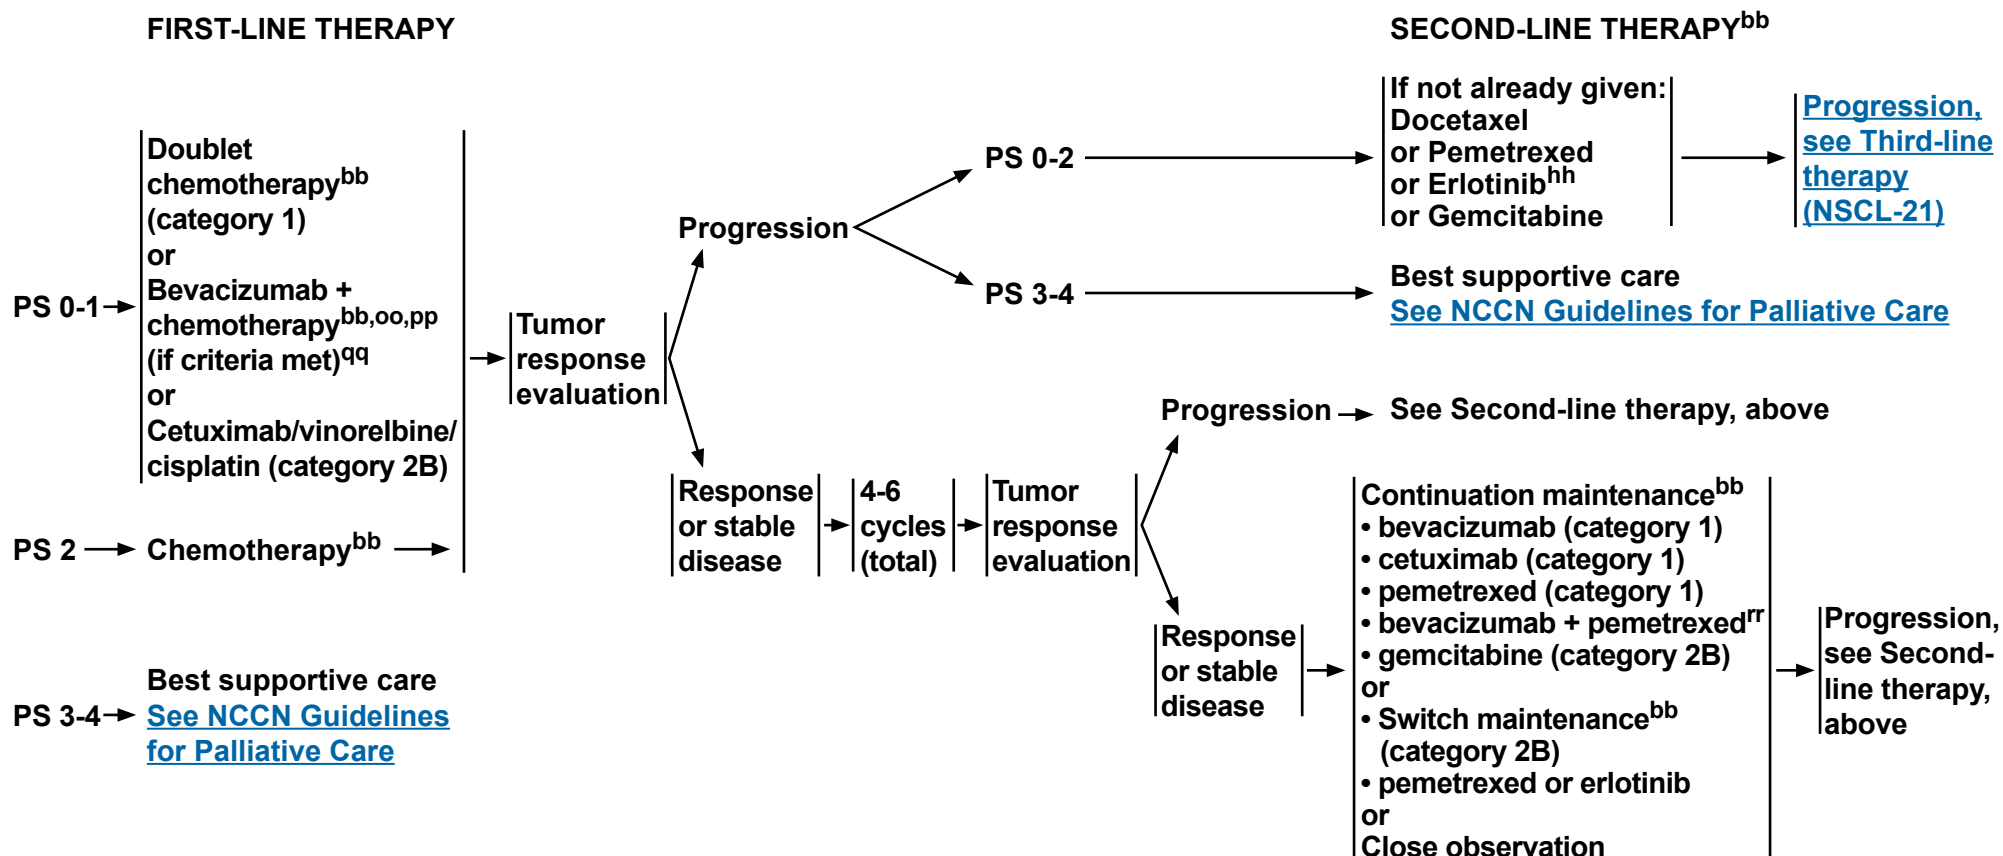 FIRST-LINE THERAPY
SECOND-LINE THERAPYbb
PS 0-1
Doublet
chemotherapybb
(category 1)
or
Bevacizumab +
chemotherapybb,oo,pp
(if criteria met)qq
or
Cetuximab/vinorelbine/
cisplatin (category 2B)
PS 2
Chemotherapybb
PS 3-4
Best supportive care
See NCCN Guidelines
for Palliative Care
Tumor
response
evaluation
Progression
PS 0-2
If not already given:
Docetaxel
or Pemetrexed
or Erlotinibhh
or Gemcitabine
Progression,
see Third-line
therapy
(NSCL-21)
PS 3-4
Best supportive care
See NCCN Guidelines for Palliative Care
Response
or stable
disease
4-6
cycles
(total)
Tumor
response
evaluation
Progression
See Second-line therapy, above
Response
or stable
disease
Continuation maintenancebb
• bevacizumab (category 1)
• cetuximab (category 1)
• pemetrexed (category 1)
• bevacizumab + pemetrexedrr
• gemcitabine (category 2B)
or
• Switch maintenancebb
(category 2B)
• pemetrexed or erlotinib
or
Close observation
Progression,
see Second-
line therapy,
above